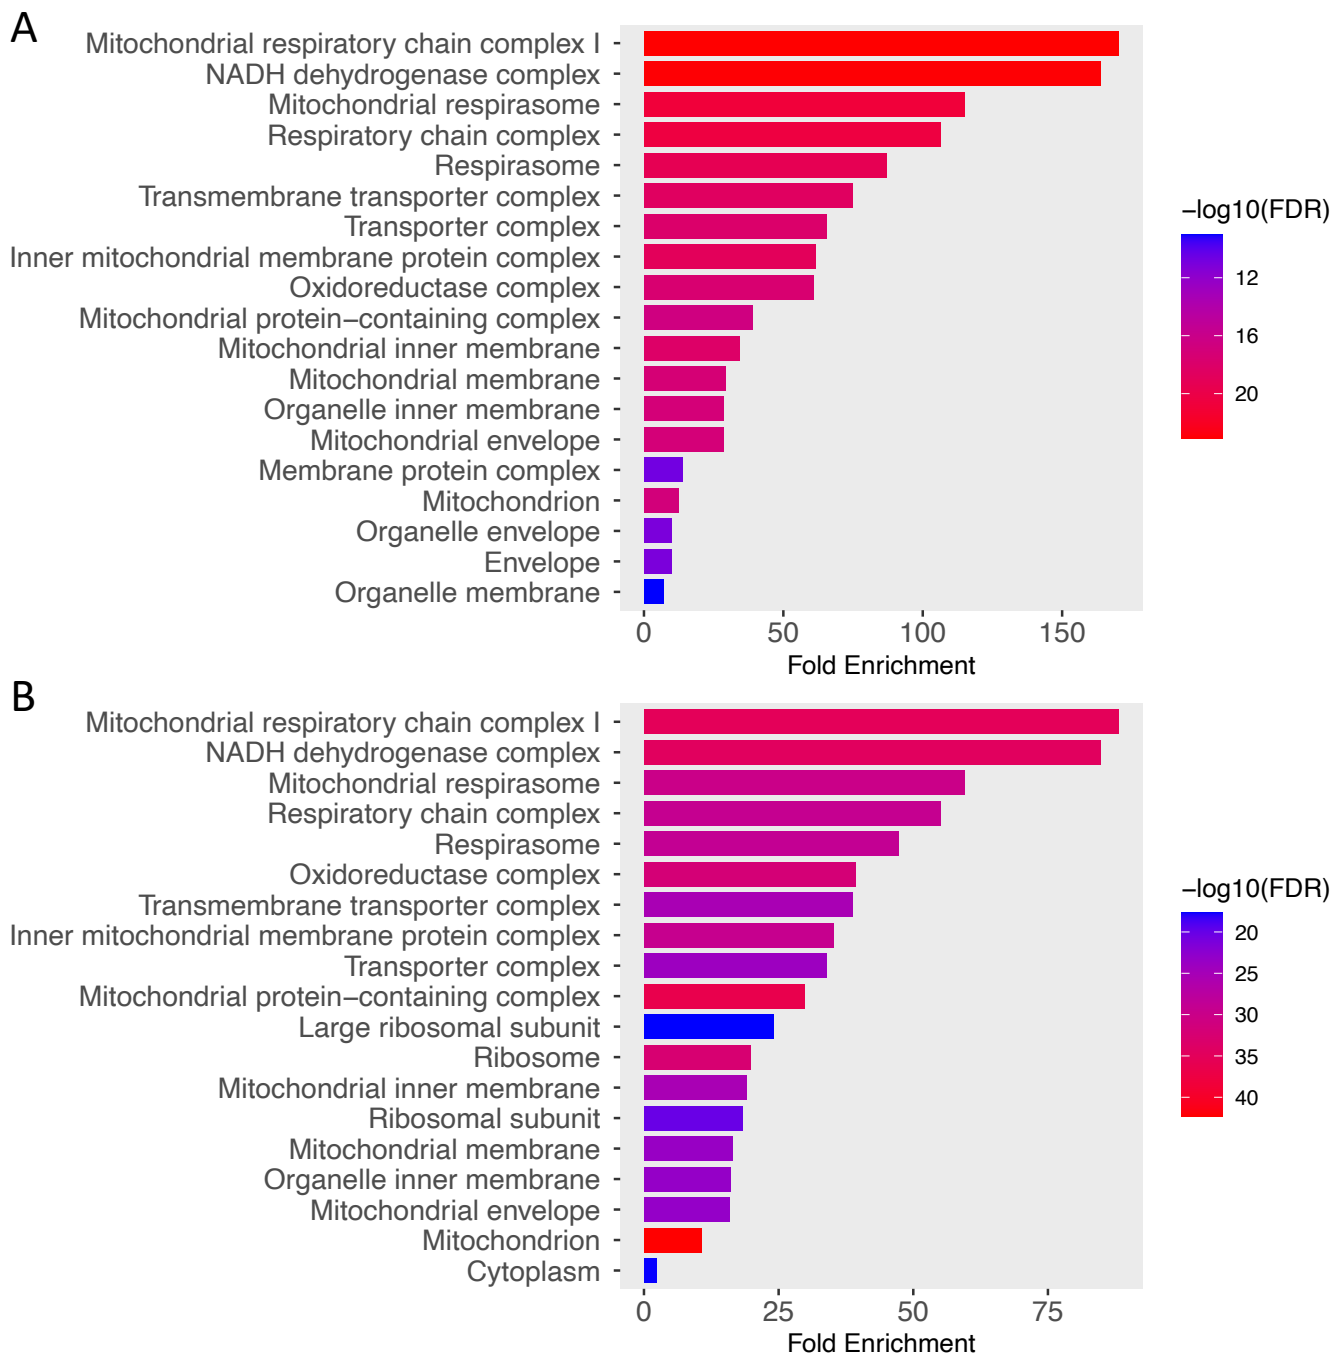 A
Mitochondrial respiratory chain complex I
NADH dehydrogenase complex
Mitochondrial respirasome
Respiratory chain complex
Respirasome
Transmembrane transporter complex
Transporter complex
Inner mitochondrial membrane protein complex
Oxidoreductase complex
Mitochondrial protein−containing complex
Mitochondrial inner membrane
Mitochondrial membrane
Organelle inner membrane
Mitochondrial envelope
Membrane protein complex
Mitochondrion
Organelle envelope
Envelope
Organelle membrane
0 50 100 150
Fold Enrichment
−log10(FDR)
12
16
20
B
Mitochondrial respiratory chain complex I
NADH dehydrogenase complex
Mitochondrial respirasome
Respiratory chain complex
Respirasome
Oxidoreductase complex
Transmembrane transporter complex
Inner mitochondrial membrane protein complex
Transporter complex
Mitochondrial protein−containing complex
Large ribosomal subunit
Ribosome
Mitochondrial inner membrane
Ribosomal subunit
Mitochondrial membrane
Organelle inner membrane
Mitochondrial envelope
Mitochondrion
Cytoplasm
0 25 50 75
Fold Enrichment
−log10(FDR)
20
25
30
35
40